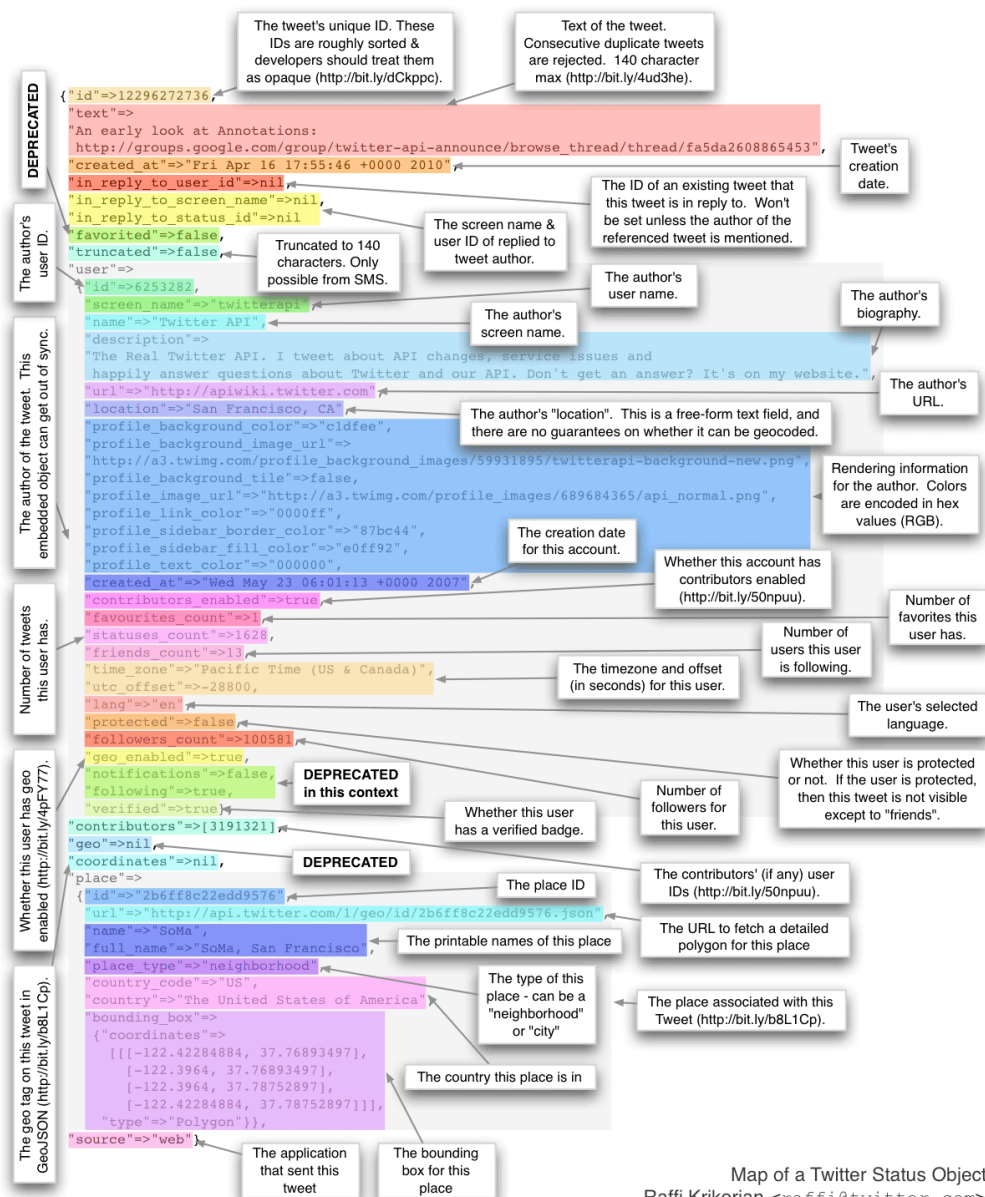 The tweet's unique ID. These
IDs are roughly sorted &
developers should treat them
as opaque (http://bit.ly/dCkppc).
Text of the tweet.
Consecutive duplicate tweets
are rejected. 140 character
max (http://bit.ly/4ud3he).
DEPRECATED
{"id"=>12296272736,
"text"=>
"An early look at Annotations:
http://groups.google.com/group/twitter-api-announce/browse_thread/thread/fa5da2608865453",
"created_at"=>"Fri Apr 16 17:55:46 +0000 2010",
"in_reply_to_user_id"=>nil,
"in_reply_to_screen_name"=>nil,
"in_reply_to_status_id"=>nil
"favorited"=>false,
"truncated"=>false,
Tweet's
creation
date.
The ID of an existing tweet that
this tweet is in reply to. Won't
be set unless the author of the
referenced tweet is mentioned.
The screen name &
user ID of replied to
tweet author.
Truncated to 140
characters. Only
possible from SMS.
The author's
user ID.
"user"=>
{"id"=>6253282,
"screen_name"=>"twitterapi",
"name"=>"Twitter API",
"description"=>
"The Real Twitter API. I tweet about API changes, service issues and
happily answer questions about Twitter and our API. Don't get an answer? It's on my website.",
"url"=>"http://apiwiki.twitter.com",
"location"=>"San Francisco, CA",
"profile_background_color"=>"c1dfee",
"profile_background_image_url"=>
"http://a3.twimg.com/profile_background_images/59931895/twitterapi-background-new.png",
"profile_background_tile"=>false,
"profile_image_url"=>"http://a3.twimg.com/profile_images/689684365/api_normal.png",
"profile_link_color"=>"0000ff",
"profile_sidebar_border_color"=>"87bc44",
"profile_sidebar_fill_color"=>"e0ff92",
"profile_text_color"=>"000000",
"created_at"=>"Wed May 23 06:01:13 +0000 2007",
"contributors_enabled"=>true,
"favourites_count"=>1,
"statuses_count"=>1628,
"friends_count"=>13,
"time_zone"=>"Pacific Time (US & Canada)",
"utc_offset"=>-28800,
"lang"=>"en",
"protected"=>false,
"followers_count"=>100581,
"geo_enabled"=>true,
"notifications"=>false,
"following"=>true,
"verified"=>true},
The author's
user name.
The author's
screen name.
The author's
biography.
The author's
URL.
The author's "location". This is a free-form text field, and
there are no guarantees on whether it can be geocoded.
The author of the tweet. This
embedded object can get out of sync.
Rendering information
for the author. Colors
are encoded in hex
values (RGB).
The creation date
for this account.
Whether this account has
contributors enabled
(http://bit.ly/50npuu).
Number of
favorites this
user has.
Number of tweets
this user has.
Number of
users this user
is following.
The timezone and offset
(in seconds) for this user.
The user's selected
language.
Whether this user is protected
or not. If the user is protected,
then this tweet is not visible
except to "friends".
Number of
followers for
this user.
DEPRECATED
in this context
Whether this user
has a verified badge.
Whether this user has geo
enabled (http://bit.ly/4pFY77).
"contributors"=>[3191321],
"geo"=>nil,
"coordinates"=>nil,
DEPRECATED
The contributors' (if any) user
IDs (http://bit.ly/50npuu).
The geo tag on this tweet in
GeoJSON (http://bit.ly/b8L1Cp).
"place"=>
{"id"=>"2b6ff8c22edd9576",
"url"=>"http://api.twitter.com/1/geo/id/2b6ff8c22edd9576.json",
"name"=>"SoMa",
"full_name"=>"SoMa, San Francisco",
"place_type"=>"neighborhood",
"country_code"=>"US",
"country"=>"The United States of America",
"bounding_box"=>
{"coordinates"=>
[[[-122.42284884, 37.76893497],
[-122.3964, 37.76893497],
[-122.3964, 37.78752897],
[-122.42284884, 37.78752897]]],
"type"=>"Polygon"}},
"source"=>"web"}
The place ID
The URL to fetch a detailed
polygon for this place
The printable names of this place
The type of this
place - can be a
"neighborhood"
or "city"
The place associated with this
Tweet (http://bit.ly/b8L1Cp).
The country this place is in
The application
that sent this
tweet
The bounding
box for this
place
Map of a Twitter Status Object
Raffi Krikorian <raffi@twitter.com>